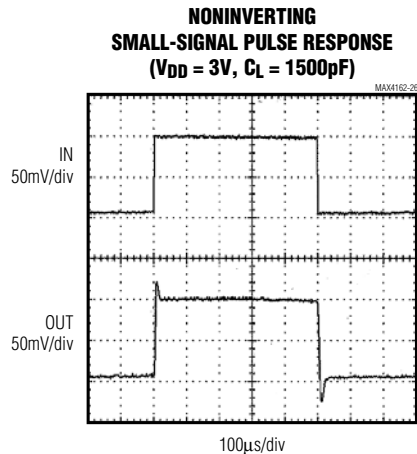 NONINVERTING
SMALL-SIGNAL PULSE RESPONSE
(VDD = 3V, CL = 1500pF)
MAX4162-26
IN
50mV/div
OUT
50mV/div
100µs/div